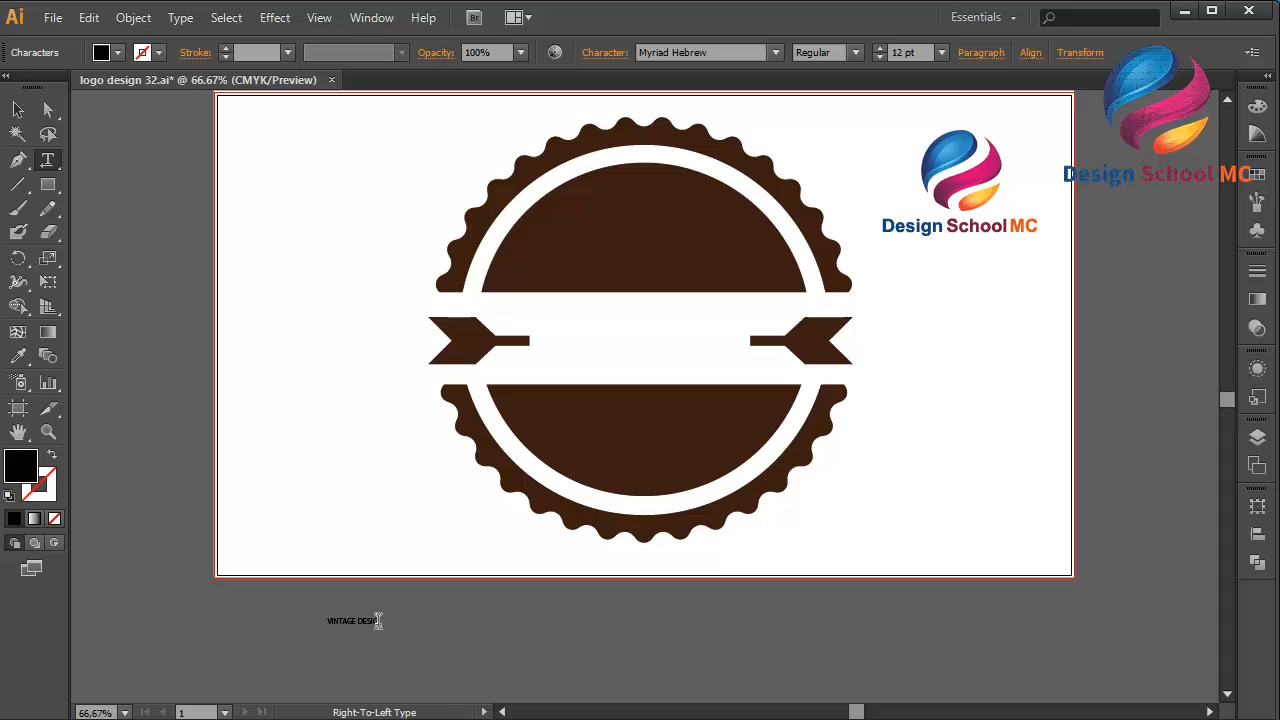 Ai File Edit Object Type Select Effect View Window Help Br Essentials
Characters Stroke: Opacity: 100% Character: Myriad Hebrew Regular 12 pt Paragraph Align Transform
logo design 32.ai* @ 66.67% (CMYK/Preview)
Design School MC
Design School MC
VINTAGE DESIG
66,67% 1 Right-To-Left Type